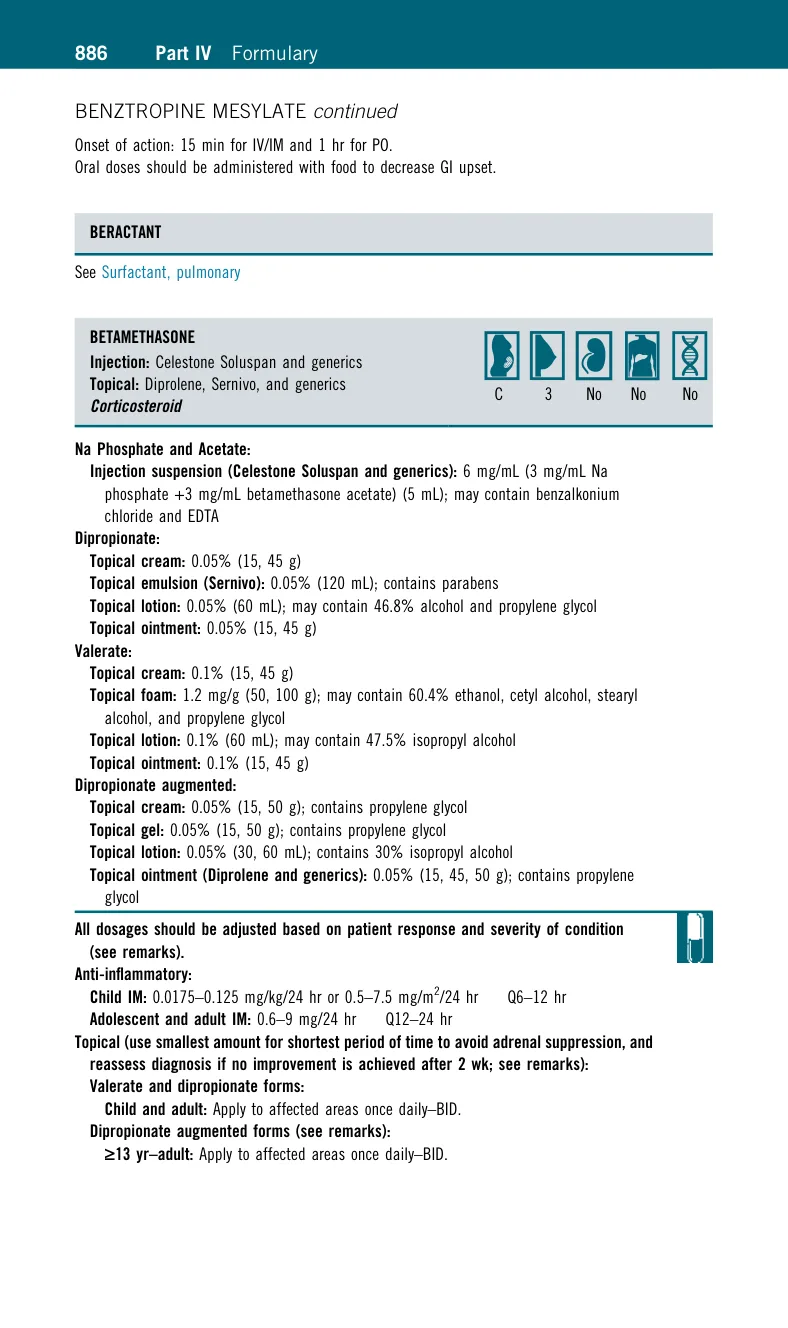 886 Part IV Formulary
BENZTROPINE MESYLATE continued
Onset of action: 15 min for IV/IM and 1 hr for PO.
Oral doses should be administered with food to decrease GI upset.
BERACTANT
See Surfactant, pulmonary
BETAMETHASONE
Injection: Celestone Soluspan and generics
Topical: Diprolene, Sernivo, and generics
Corticosteroid
C 3 No No No
Na Phosphate and Acetate:
Injection suspension (Celestone Soluspan and generics): 6 mg/mL (3 mg/mL Na
phosphate +3 mg/mL betamethasone acetate) (5 mL); may contain benzalkonium
chloride and EDTA
Dipropionate:
Topical cream: 0.05% (15, 45 g)
Topical emulsion (Sernivo): 0.05% (120 mL); contains parabens
Topical lotion: 0.05% (60 mL); may contain 46.8% alcohol and propylene glycol
Topical ointment: 0.05% (15, 45 g)
Valerate:
Topical cream: 0.1% (15, 45 g)
Topical foam: 1.2 mg/g (50, 100 g); may contain 60.4% ethanol, cetyl alcohol, stearyl
alcohol, and propylene glycol
Topical lotion: 0.1% (60 mL); may contain 47.5% isopropyl alcohol
Topical ointment: 0.1% (15, 45 g)
Dipropionate augmented:
Topical cream: 0.05% (15, 50 g); contains propylene glycol
Topical gel: 0.05% (15, 50 g); contains propylene glycol
Topical lotion: 0.05% (30, 60 mL); contains 30% isopropyl alcohol
Topical ointment (Diprolene and generics): 0.05% (15, 45, 50 g); contains propylene
glycol
All dosages should be adjusted based on patient response and severity of condition
(see remarks).
Anti-inflammatory:
Child IM: 0.0175–0.125 mg/kg/24 hr or 0.5–7.5 mg/m²/24 hr Q6–12 hr
Adolescent and adult IM: 0.6–9 mg/24 hr Q12–24 hr
Topical (use smallest amount for shortest period of time to avoid adrenal suppression, and
reassess diagnosis if no improvement is achieved after 2 wk; see remarks):
Valerate and dipropionate forms:
Child and adult: Apply to affected areas once daily–BID.
Dipropionate augmented forms (see remarks):
≥13 yr–adult: Apply to affected areas once daily–BID.